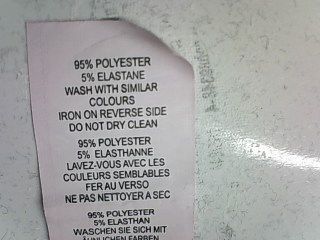 95% POLYESTER
5% ELASTANE
WASH WITH SIMILAR
COLOURS
IRON ON REVERSE SIDE
DO NOT DRY CLEAN
95% POLYESTER
5% ELASTHANNE
LAVEZ-VOUS AVEC LES
COULEURS SEMBLABLES
FER AU VERSO
NE PAS NETTOYER A SEC
95% POLYESTER
5% ELASTHAN
WASCHEN SIE SICH MIT
ÄHNLICHEN FARBEN